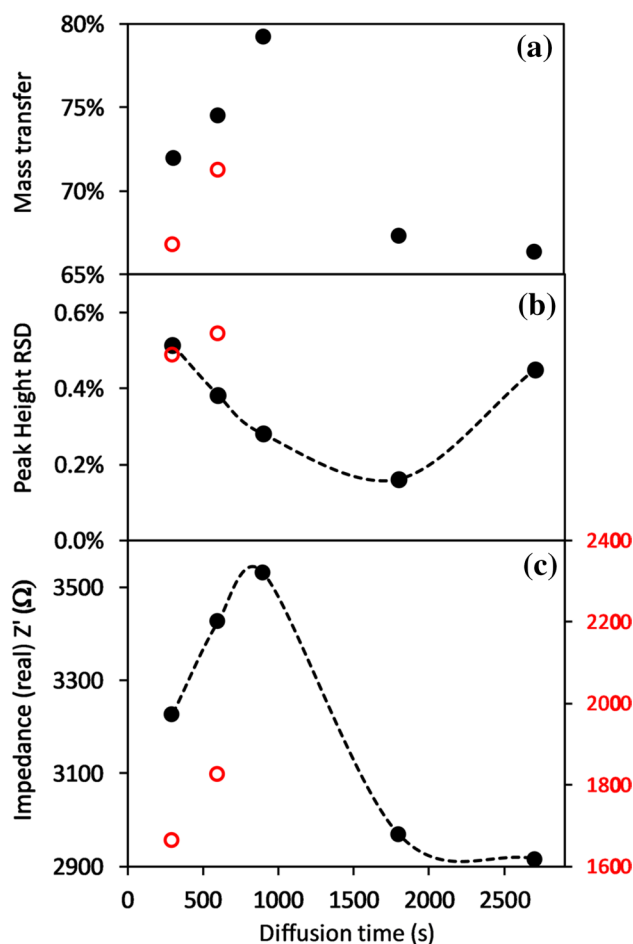 80%
(a)
75%
70%
65%
Mass transfer
(b)
0.6%
0.4%
0.2%
0.0%
Peak Height RSD
(c)
3500
3300
3100
2900
Impedance (real) Z' (Ω)
2400
2200
2000
1800
1600
0 500 1000 1500 2000 2500
Diffusion time (s)